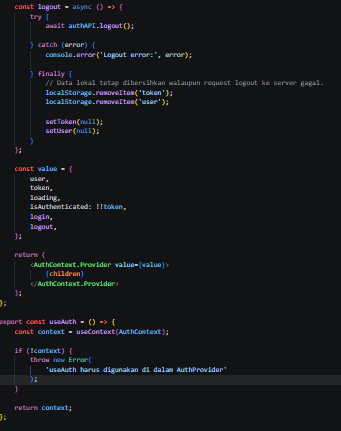 const logout = async () => {
try {
await authAPI.logout();
} catch (error) {
console.error('Logout error:', error);
} finally {
// Data lokal tetap dibersihkan walaupun request logout ke server gagal.
localStorage.removeItem('token');
localStorage.removeItem('user');
setToken(null);
setUser(null);
}
};
const value = {
user,
token,
loading,
isAuthenticated: !!token,
login,
logout,
};
return (
<AuthContext.Provider value={value}>
{children}
</AuthContext.Provider>
);
};
export const useAuth = () => {
const context = useContext(AuthContext);
if (!context) {
throw new Error(
'useAuth harus digunakan di dalam AuthProvider'
);
}
return context;
};